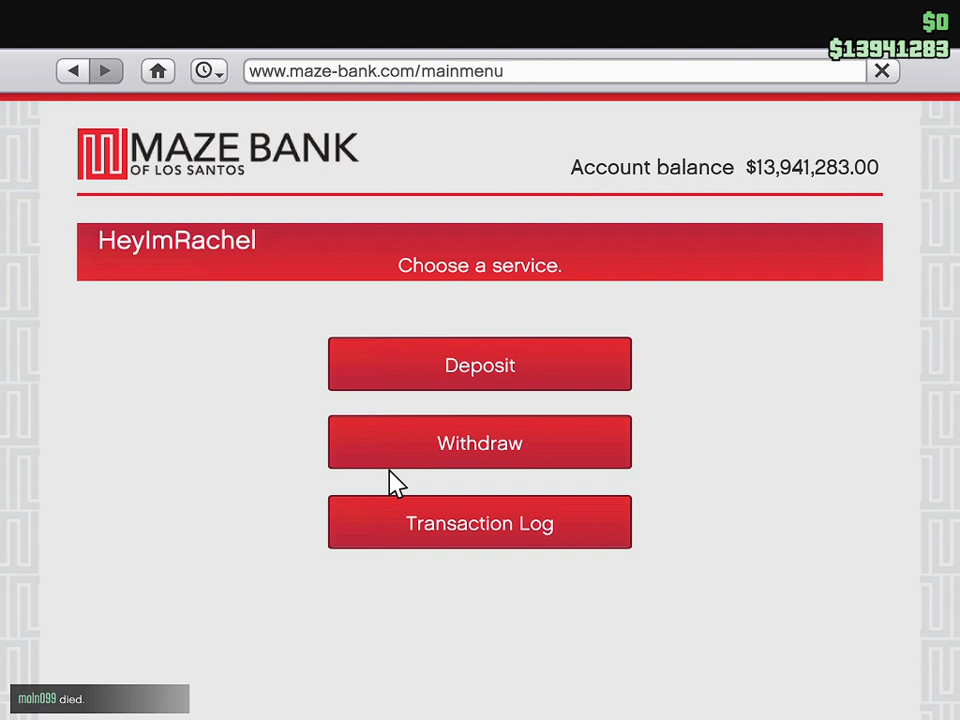 $0
$13941283
www.maze-bank.com/mainmenu
MAZE BANK
OF LOS SANTOS
Account balance $13,941,283.00
HeyImRachel
Choose a service.
Deposit
Withdraw
Transaction Log
moln099 died.